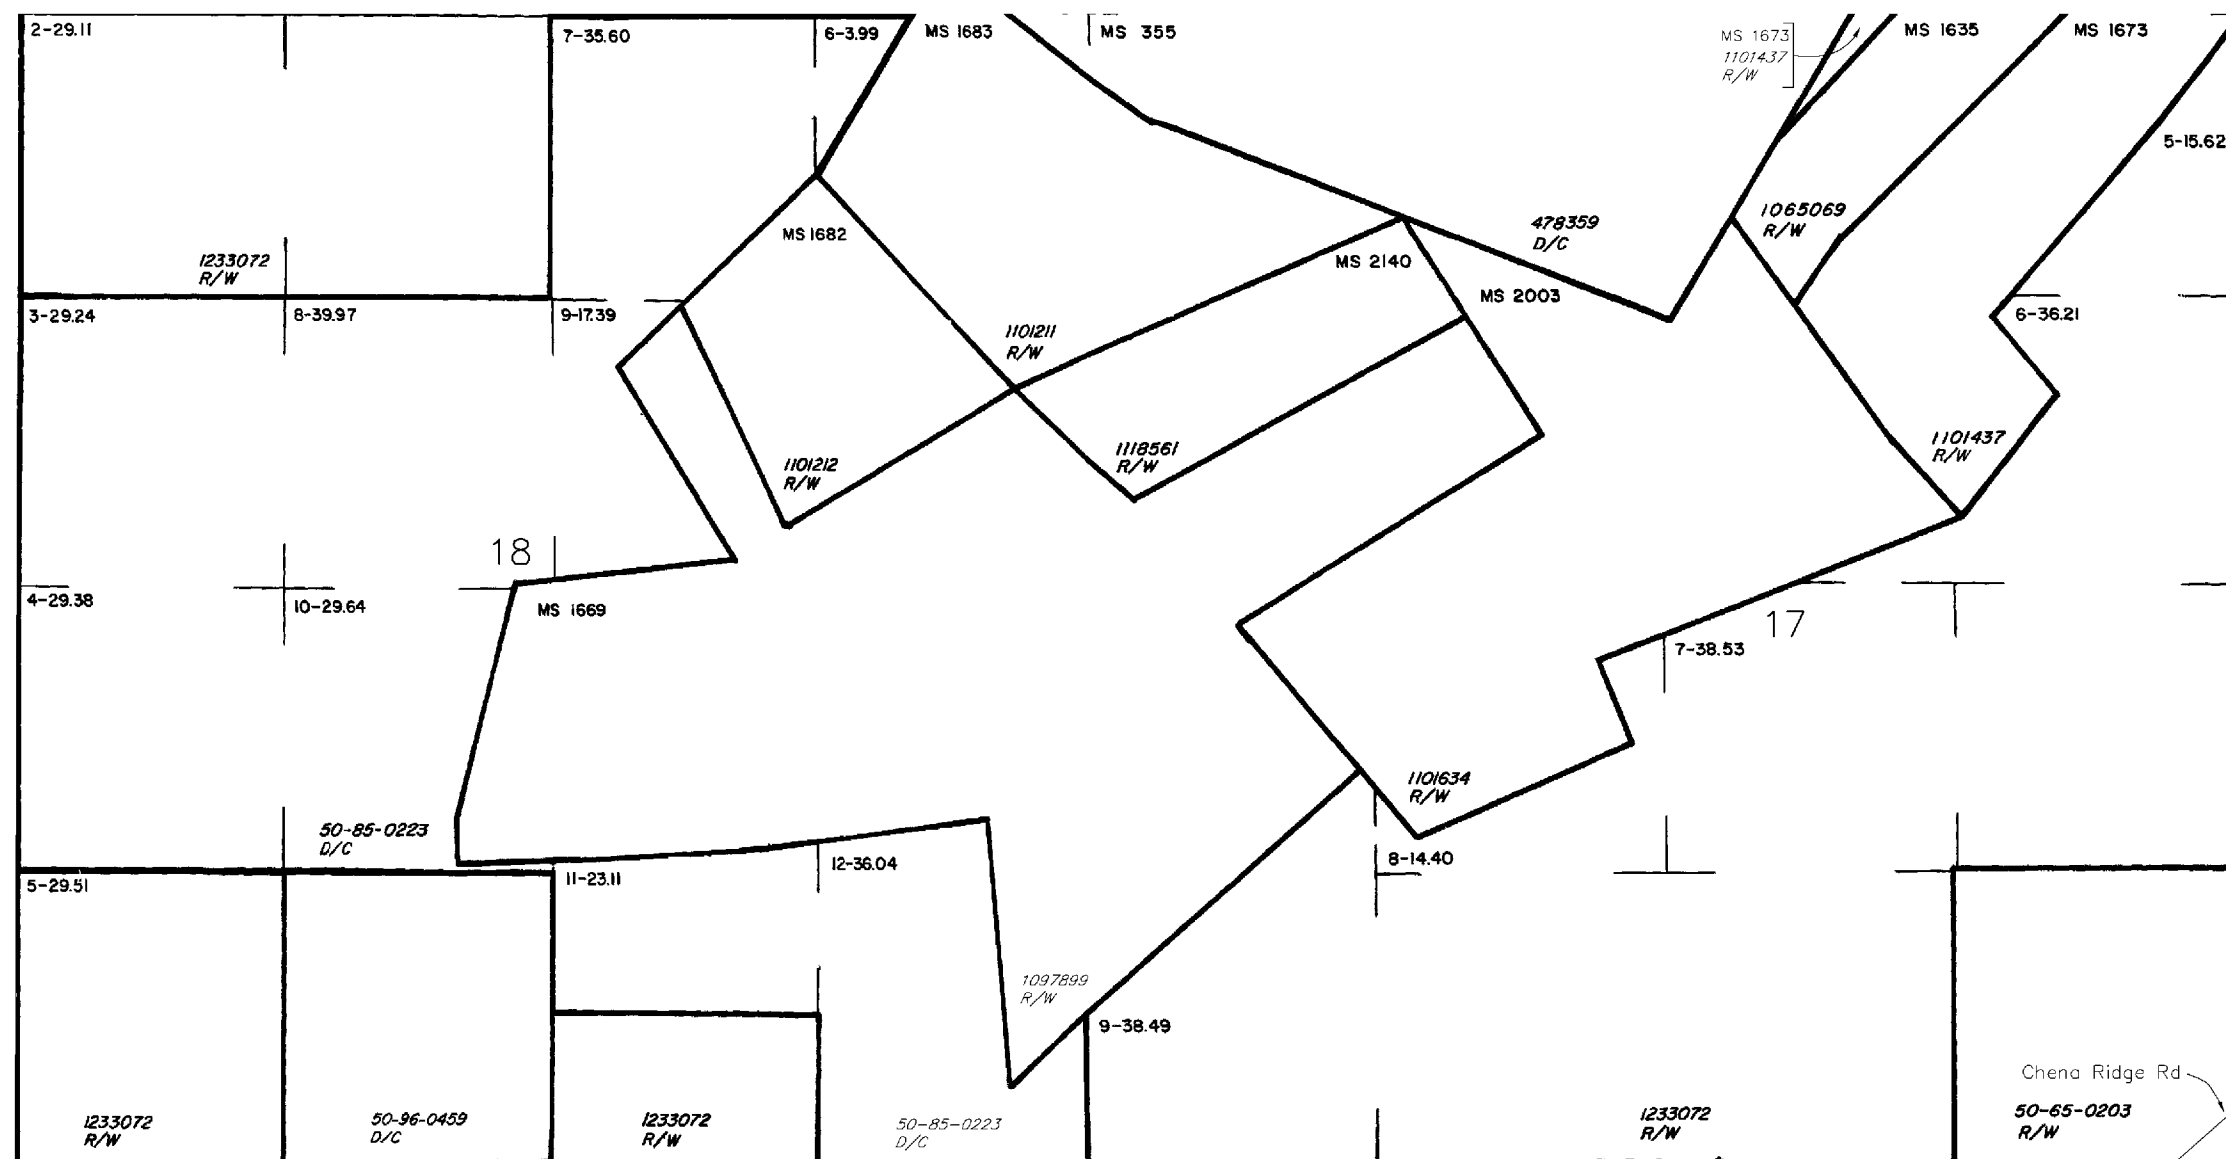 2-29.11
7-35.60
6-3.99
MS 1683
MS 355
MS 1673
1101437
R/W
MS 1635
MS 1673
5-15.62
MS 1682
1233072
R/W
478359
D/C
1065069
R/W
MS 2140
MS 2003
3-29.24
8-39.97
9-17.39
6-36.21
1101211
R/W
1101212
R/W
1118561
R/W
1101437
R/W
18
4-29.38
10-29.64
MS 1669
17
7-38.53
1101634
R/W
50-85-0223
D/C
12-36.04
8-14.40
5-29.51
11-23.11
1097899
R/W
9-38.49
Chena Ridge Rd
1233072
R/W
50-96-0459
D/C
1233072
R/W
50-85-0223
D/C
1233072
R/W
50-65-0203
R/W